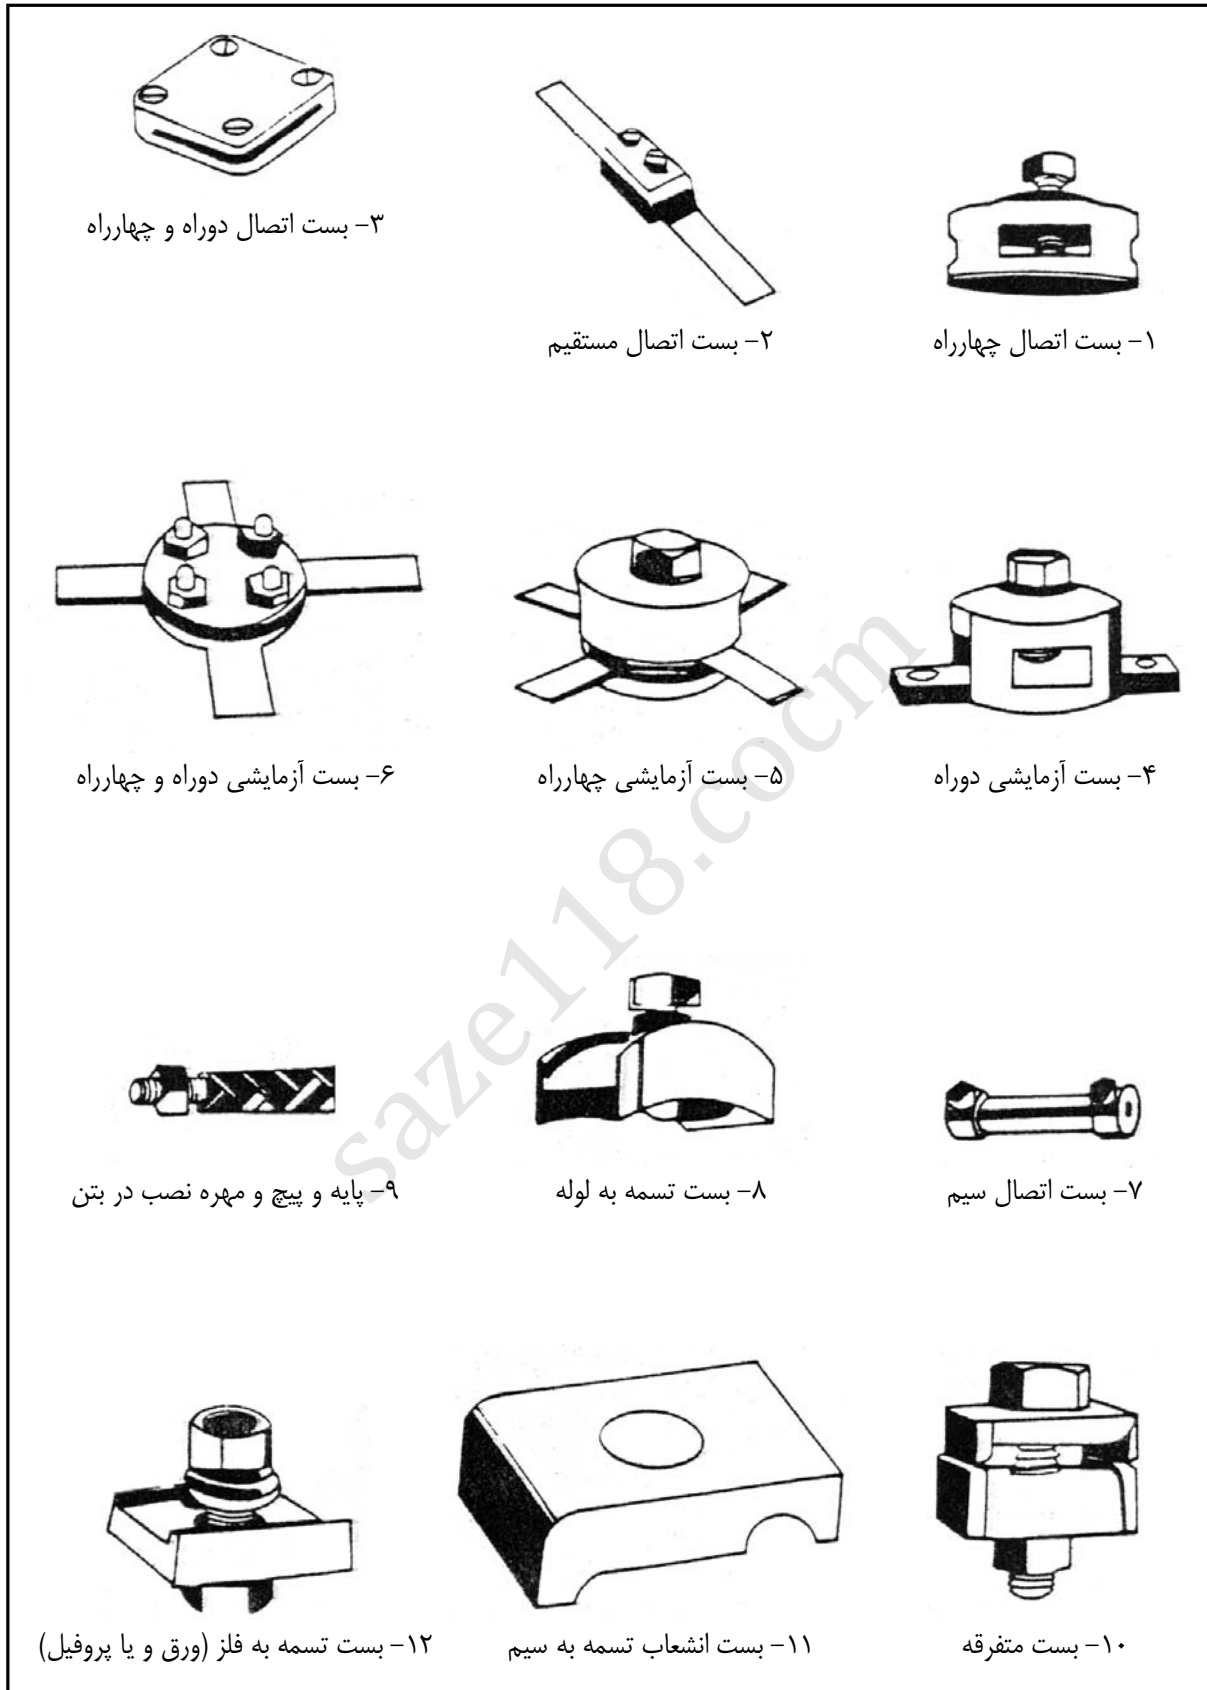 ۱- بست اتصال چهارراه
۲- بست اتصال مستقیم
۳- بست اتصال دوراه و چهارراه
۴- بست آزمایشی دوراه
۵- بست آزمایشی چهارراه
۶- بست آزمایشی دوراه و چهارراه
۷- بست اتصال سیم
۸- بست تسمه به لوله
۹- پایه و پیچ و مهره نصب در بتن
۱۰- بست متفرقه
۱۱- بست انشعاب تسمه به سیم
۱۲- بست تسمه به فلز (ورق و یا پروفیل)
saze118.cocm